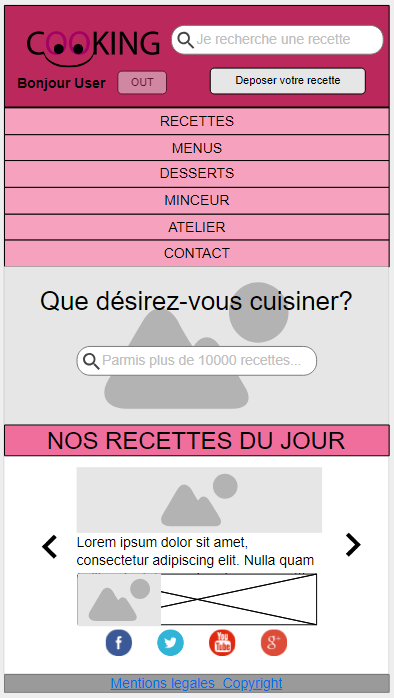 COOKING
Je recherche une recette
Bonjour User
OUT
Deposer votre recette
RECETTES
MENUS
DESSERTS
MINCEUR
ATELIER
CONTACT
Que désirez-vous cuisiner?
Parmis plus de 10000 recettes...
NOS RECETTES DU JOUR
Lorem ipsum dolor sit amet,
consectetur adipiscing elit. Nulla quam
f
You
Tube
g+
Mentions legales Copyright